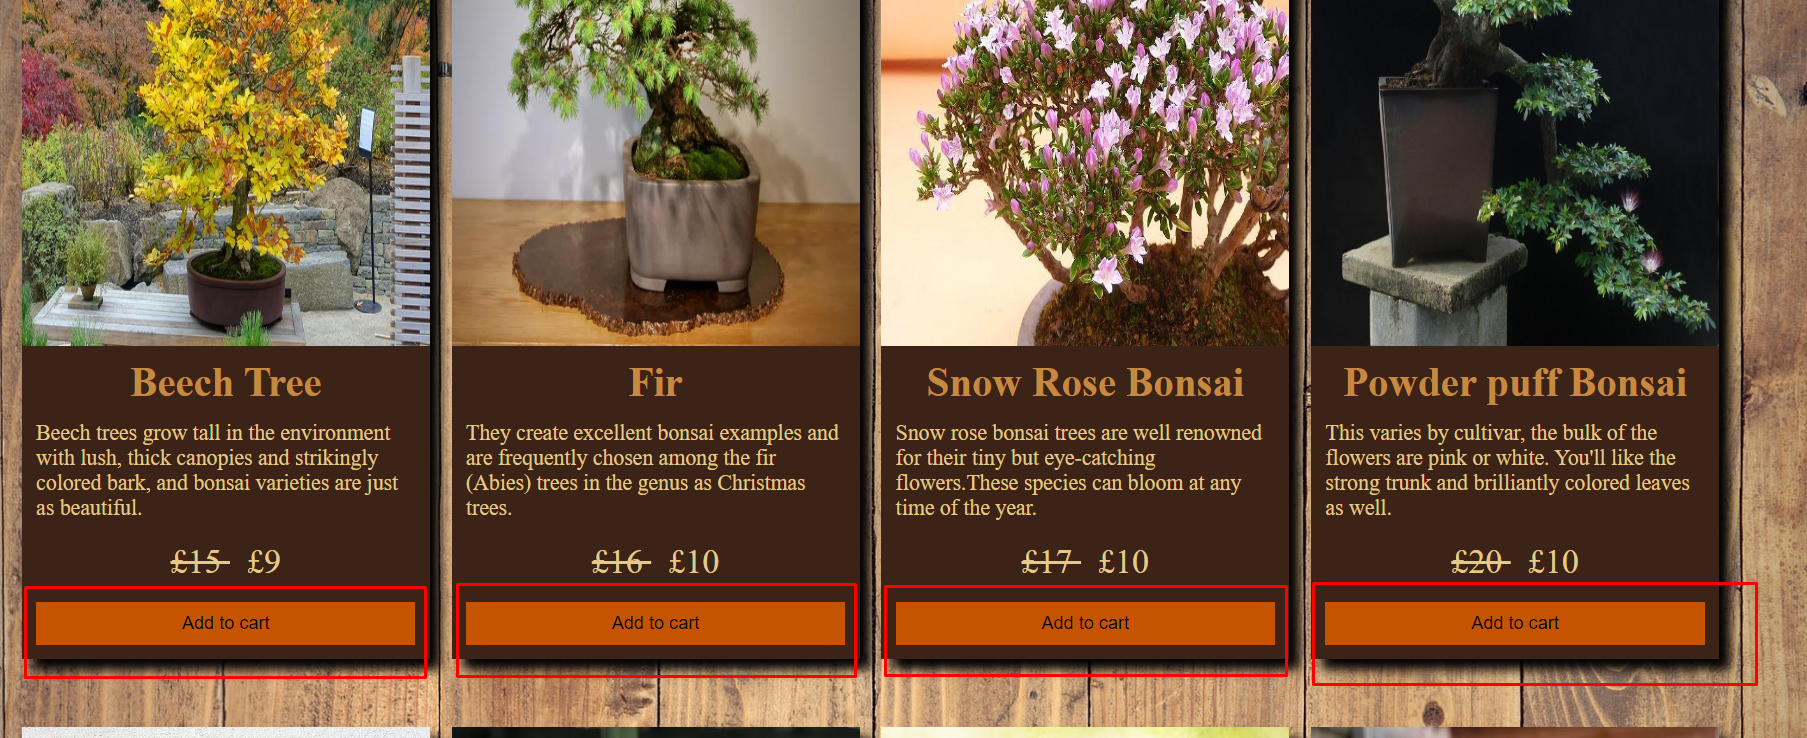 Beech Tree
Beech trees grow tall in the environment
with lush, thick canopies and strikingly
colored bark, and bonsai varieties are just
as beautiful.
£15 £9
Add to cart
Fir
They create excellent bonsai examples and
are frequently chosen among the fir
(Abies) trees in the genus as Christmas
trees.
£16 £10
Add to cart
Snow Rose Bonsai
Snow rose bonsai trees are well renowned
for their tiny but eye-catching
flowers.These species can bloom at any
time of the year.
£17 £10
Add to cart
Powder puff Bonsai
This varies by cultivar, the bulk of the
flowers are pink or white. You'll like the
strong trunk and brilliantly colored leaves
as well.
£20 £10
Add to cart